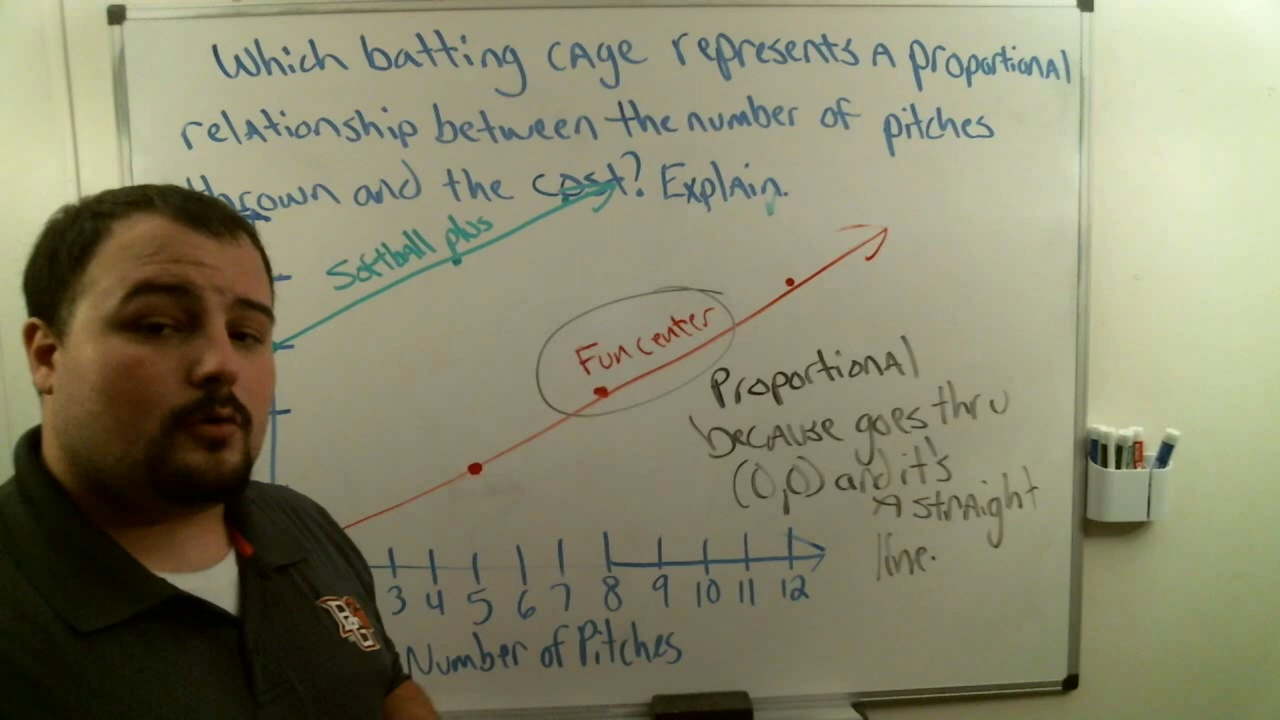 Which batting cage represents a proportional
relationship between the number of pitches
thrown and the cost? Explain.
Softball plus
Fun center
Proportional
because goes thru
(0,0) and it's
a straight
line.
3 4 5 6 7 8 9 10 11 12
Number of Pitches